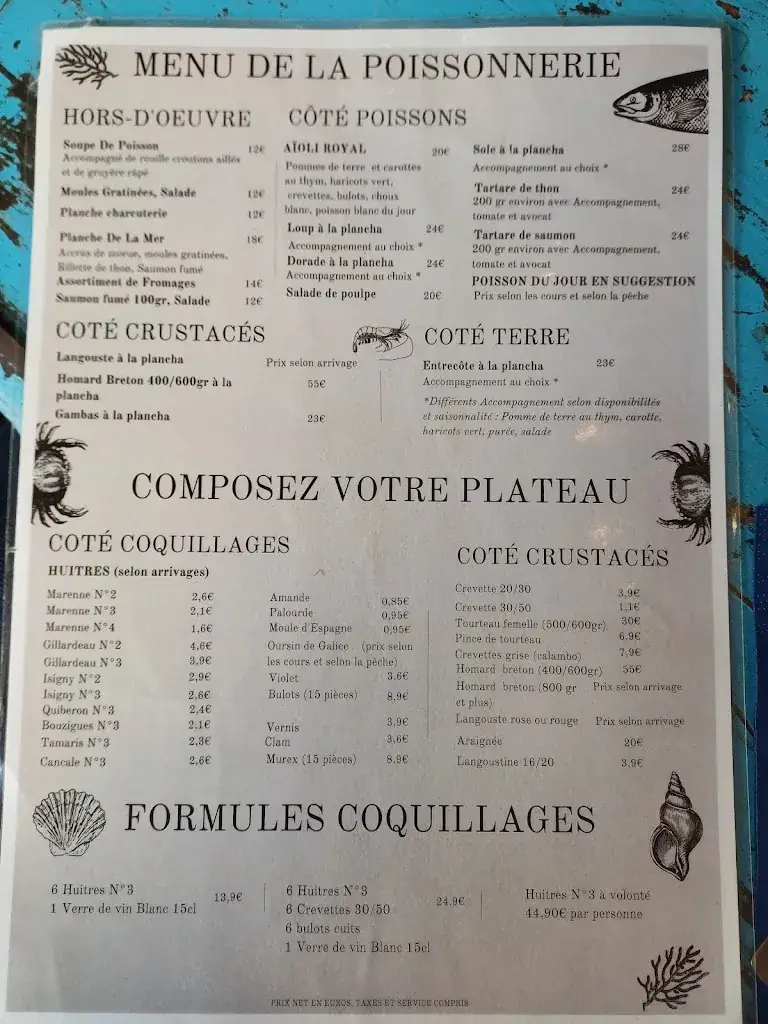 MENU DE LA POISSONNERIE
HORS-D'OEUVRE
Soupe De Poisson 12€
Accompagné de rouille croutons aillés
et de gruyère râpé
Moules Gratinées, Salade 12€
Planche charcuterie 12€
Planche De La Mer 18€
Accras de morue, moules gratinées,
Rillette de thon, Saumon fumé
Assortiment de Fromages 14€
Saumon fumé 100gr, Salade 12€
CÔTÉ POISSONS
AÏOLI ROYAL 20€
Pommes de terre et carottes
au thym, haricots vert,
crevettes, bulots, choux
blanc, poisson blanc du jour
Loup à la plancha 24€
Accompagnement au choix *
Dorade à la plancha 24€
Accompagnement au choix *
Salade de poulpe 20€
Sole à la plancha 28€
Accompagnement au choix *
Tartare de thon 24€
200 gr environ avec Accompagnement,
tomate et avocat
Tartare de saumon 24€
200 gr environ avec Accompagnement,
tomate et avocat
POISSON DU JOUR EN SUGGESTION
Prix selon les cours et selon la pêche
COTÉ CRUSTACÉS
Langouste à la plancha Prix selon arrivage
Homard Breton 400/600gr à la 55€
plancha
Gambas à la plancha 23€
COTÉ TERRE
Entrecôte à la plancha 23€
Accompagnement au choix *
*Différents Accompagnement selon disponibilités
et saisonnalité : Pomme de terre au thym, carotte,
haricots vert, purée, salade
COMPOSEZ VOTRE PLATEAU
COTÉ COQUILLAGES
HUITRES (selon arrivages)
Marenne N°2 2,6€
Marenne N°3 2,1€
Marenne N°4 1,6€
Gillardeau N°2 4,6€
Gillardeau N°3 3,9€
Isigny N°2 2,9€
Isigny N°3 2,6€
Quiberon N°3 2,4€
Bouzigues N°3 2,1€
Tamaris N°3 2,3€
Cancale N°3 2,6€
Amande 0,85€
Palourde 0,95€
Moule d'Espagne 0,95€
Oursin de Galice (prix selon
les cours et selon la pêche)
Violet 3.6€
Bulots (15 pièces) 8,9€
Vernis 3,9€
Clam 3,6€
Murex (15 pièces) 8.9€
COTÉ CRUSTACÉS
Crevette 20/30 3,9€
Crevette 30/50 1,1€
Tourteau femelle (500/600gr) 30€
Pince de tourteau 6.9€
Crevettes grise (calambo) 7,9€
Homard breton (400/600gr) 55€
Homard breton (800 gr Prix selon arrivage
et plus)
Langouste rose ou rouge Prix selon arrivage
Araignée 20€
Langoustine 16/20 3.9€
FORMULES COQUILLAGES
6 Huitres N°3
1 Verre de vin Blanc 15cl
13,9€
6 Huitres N°3
6 Crevettes 30/50
6 bulots cuits
1 Verre de vin Blanc 15cl
24.9€
Huitres N°3 à volonté
44,90€ par personne
PRIX NET EN EUROS, TAXES ET SERVICE COMPRIS